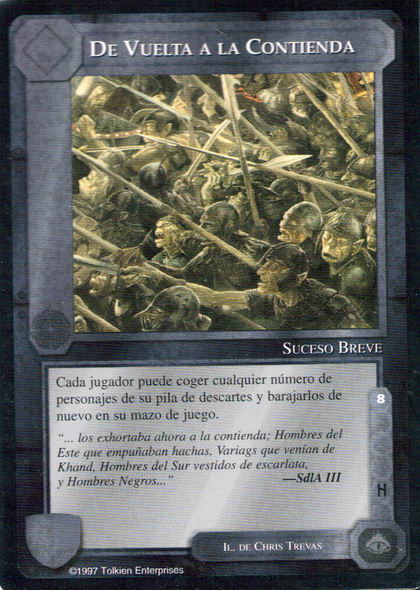 De Vuelta a la Contienda
Suceso Breve
Cada jugador puede coger cualquier número de
personajes de su pila de descartes y barajarlos de
nuevo en su mazo de juego.
“... los exhortaba ahora a la contienda; Hombres del
Este que empuñaban hachas, Variags que venían de
Khand, Hombres del Sur vestidos de escarlata,
y Hombres Negros...” —SdlA III
8
H
Il. de Chris Trevas
©1997 Tolkien Enterprises